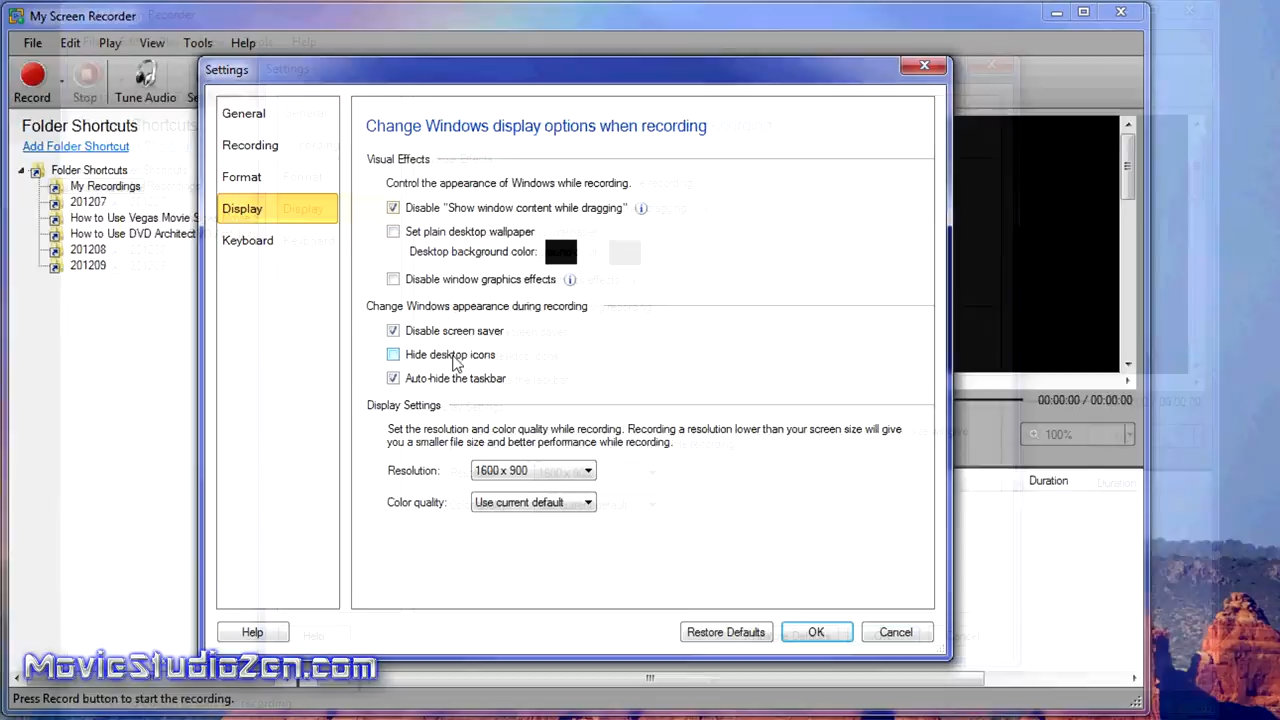 My Screen Recorder
File Edit Play View Tools Help
Record Stop Tune Audio
Folder Shortcuts
Add Folder Shortcut
Folder Shortcuts
My Recordings
201207
How to Use Vegas Movie S
How to Use DVD Architect
201208
201209
Settings
General
Recording
Format
Display
Keyboard
Change Windows display options when recording
Visual Effects
Control the appearance of Windows while recording.
Disable "Show window content while dragging"
Set plain desktop wallpaper
Desktop background color:
Disable window graphics effects
Change Windows appearance during recording
Disable screen saver
Hide desktop icons
Auto-hide the taskbar
Display Settings
Set the resolution and color quality while recording. Recording a resolution lower than your screen size will give
you a smaller file size and better performance while recording.
Resolution: 1600 x 900
Color quality: Use current default
Help Restore Defaults OK Cancel
00:00:00 / 00:00:00
100%
Duration
MovieStudioZen.com
Press Record button to start the recording.